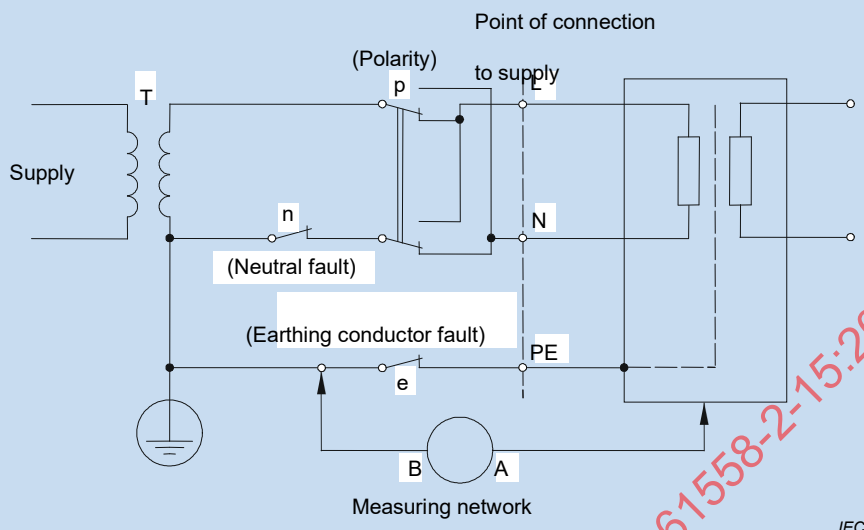 Point of connection
to supply
(Polarity)
p
T
L
Supply
n
N
(Neutral fault)
(Earthing conductor fault)
PE
e
B
A
Measuring network
61558-2-15:20
IEC